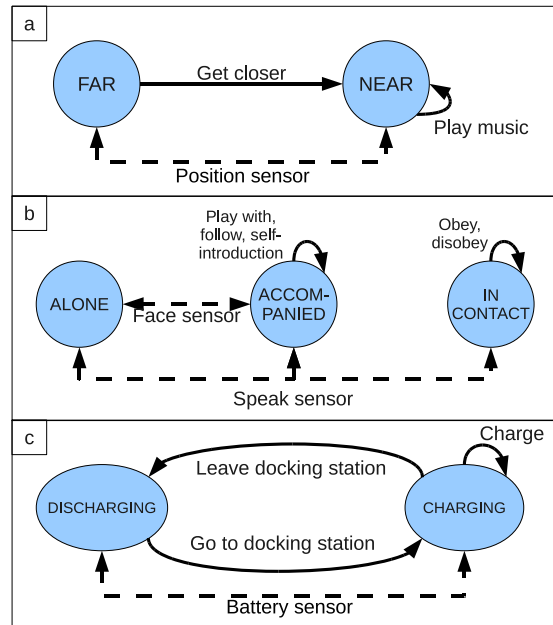 a
FAR
Get closer
NEAR
Play music
Position sensor
b
Play with,
follow, self-
introduction
Obey,
disobey
ALONE
Face sensor
ACCOM-
PANIED
IN
CONTACT
Speak sensor
c
Charge
Leave docking station
DISCHARGING
CHARGING
Go to docking station
Battery sensor